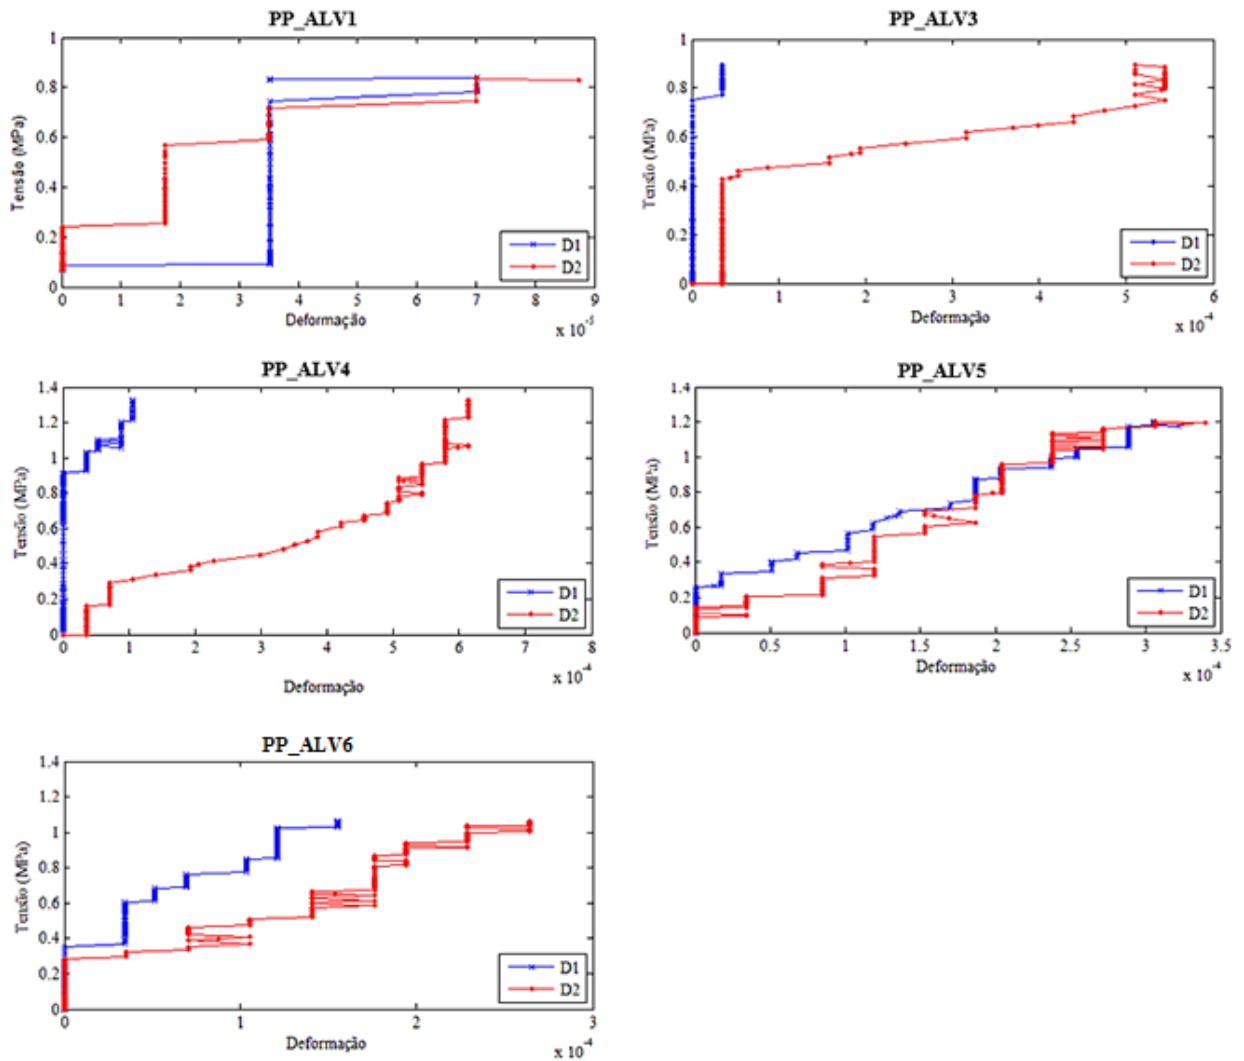 PP_ALV1
1
0.8
0.6
0.4
0.2
0
Tensão (MPa)
D1
D2
0 1 2 3 4 5 6 7 8 9
Deformação
x 10⁻⁵
PP_ALV3
1
0.8
0.6
0.4
0.2
0
Tensão (MPa)
D1
D2
0 1 2 3 4 5 6
Deformação
x 10⁻⁴
PP_ALV4
1.4
1.2
1
0.8
0.6
0.4
0.2
0
Tensão (MPa)
D1
D2
0 1 2 3 4 5 6 7 8
Deformação
x 10⁻⁴
PP_ALV5
1.4
1.2
1
0.8
0.6
0.4
0.2
0
Tensão (MPa)
D1
D2
0 0.5 1 1.5 2 2.5 3 3.5
Deformação
x 10⁻⁴
PP_ALV6
1.4
1.2
1
0.8
0.6
0.4
0.2
0
Tensão (MPa)
D1
D2
0 1 2 3
Deformação
x 10⁻⁴